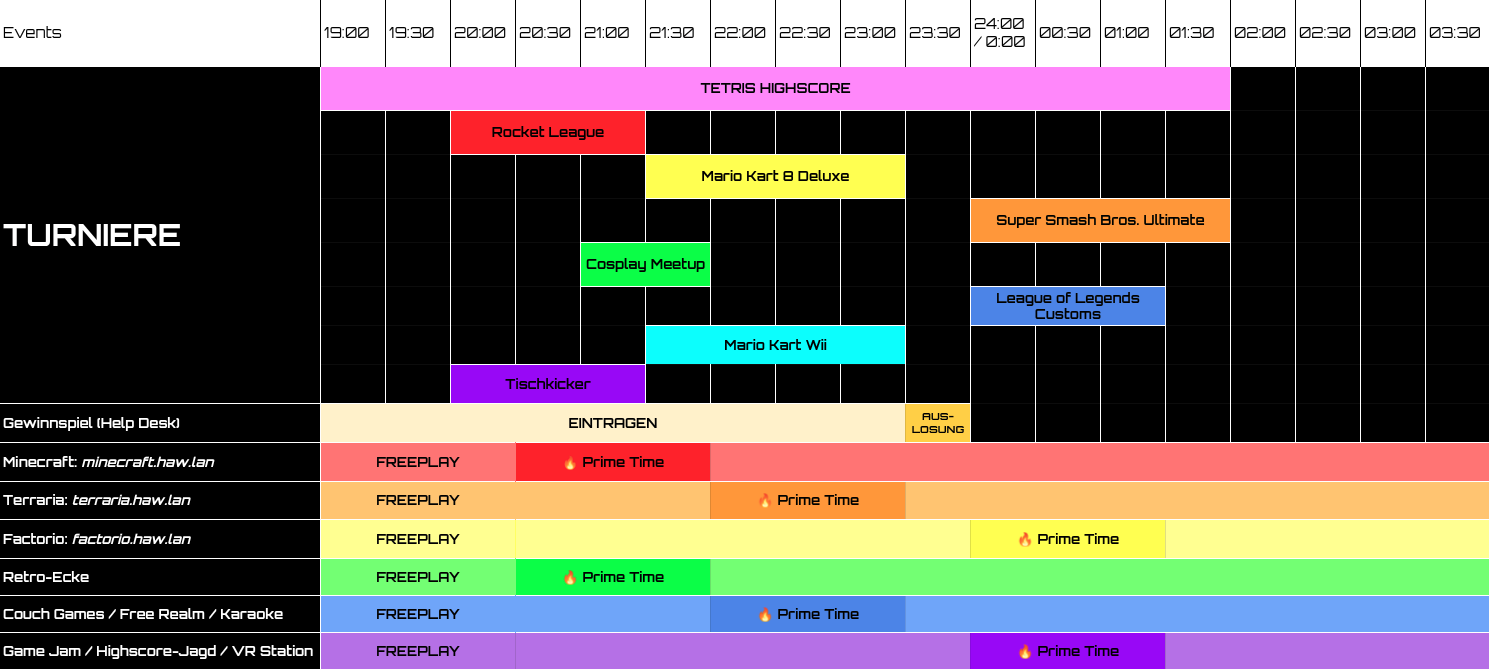 Events
19:00
19:30
20:00
20:30
21:00
21:30
22:00
22:30
23:00
23:30
24:00
/ 0:00
00:30
01:00
01:30
02:00
02:30
03:00
03:30
TURNIERE
TETRIS HIGHSCORE
Rocket League
Mario Kart 8 Deluxe
Super Smash Bros. Ultimate
Cosplay Meetup
League of Legends
Customs
Mario Kart Wii
Tischkicker
Gewinnspiel (Help Desk)
EINTRAGEN
AUS-
LOSUNG
Minecraft: minecraft.haw.lan
FREEPLAY
🔥 Prime Time
Terraria: terraria.haw.lan
FREEPLAY
🔥 Prime Time
Factorio: factorio.haw.lan
FREEPLAY
🔥 Prime Time
Retro-Ecke
FREEPLAY
🔥 Prime Time
Couch Games / Free Realm / Karaoke
FREEPLAY
🔥 Prime Time
Game Jam / Highscore-Jagd / VR Station
FREEPLAY
🔥 Prime Time